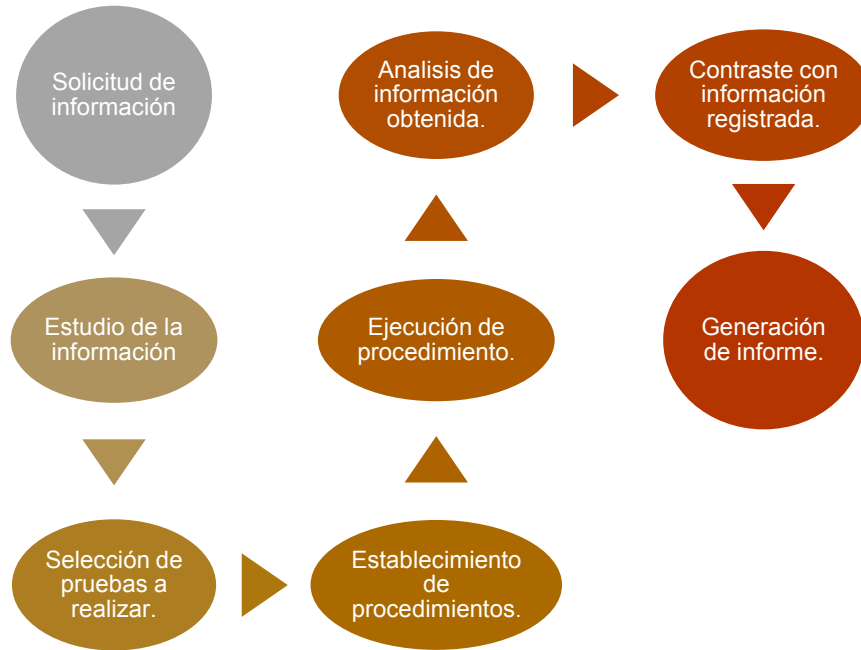 Solicitud de
información
Estudio de la
información
Selección de
pruebas a
realizar.
Establecimiento
de
procedimientos.
Ejecución de
procedimiento.
Analisis de
información
obtenida.
Contraste con
información
registrada.
Generación
de informe.